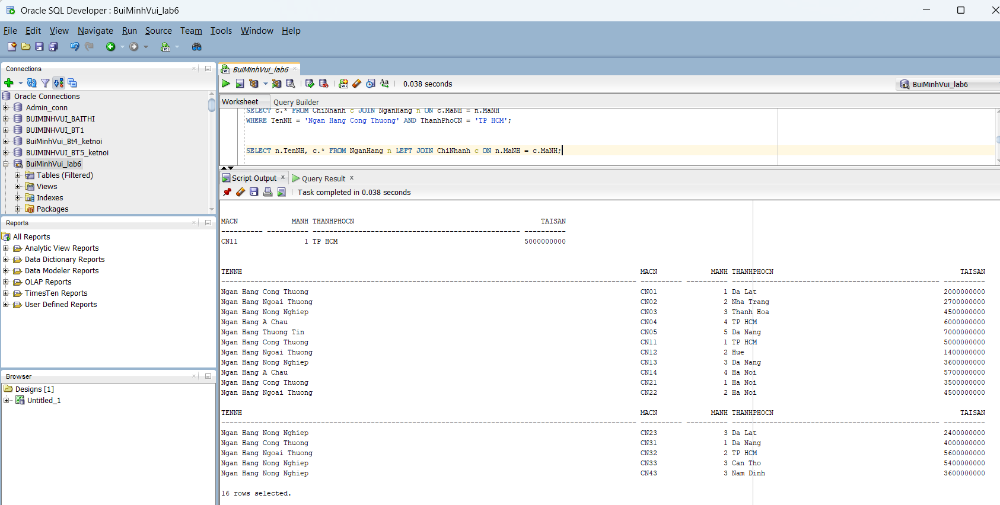 Oracle SQL Developer : BuiMinhVui_lab6
File Edit View Navigate Run Source Team Tools Window Help
Connections
Oracle Connections
Admin_conn
BUIMINHVUI_BAITHI
BUIMINHVUI_BT1
BuiMinhVui_Bt4_ketnoi
BUIMINHVUI_BT5_ketnoi
BuiMinhVui_lab6
Tables (Filtered)
Views
Indexes
Packages
Reports
All Reports
Analytic View Reports
Data Dictionary Reports
Data Modeler Reports
OLAP Reports
TimesTen Reports
User Defined Reports
Browser
Designs [1]
Untitled_1
BuiMinhVui_lab6
0.038 seconds
BuiMinhVui_lab6
Worksheet Query Builder
SELECT c.* FROM ChiNhanh c JOIN NganHang n ON c.MaNH = n.MaNH
WHERE TenNH = 'Ngan Hang Cong Thuong' AND ThanhPhoCN = 'TP HCM';
SELECT n.TenNH, c.* FROM NganHang n LEFT JOIN ChiNhanh c ON n.MaNH = c.MaNH;
Script Output x Query Result x
Task completed in 0.038 seconds
MACN MANH THANHPHOCN TAISAN
CN11 1 TP HCM 5000000000
TENNH MACN MANH THANHPHOCN TAISAN
Ngan Hang Cong Thuong CN01 1 Da Lat 2000000000
Ngan Hang Ngoai Thuong CN02 2 Nha Trang 2700000000
Ngan Hang Nong Nghiep CN03 3 Thanh Hoa 4500000000
Ngan Hang A Chau CN04 4 TP HCM 6000000000
Ngan Hang Thuong Tin CN05 5 Da Nang 7000000000
Ngan Hang Cong Thuong CN11 1 TP HCM 5000000000
Ngan Hang Ngoai Thuong CN12 2 Hue 1400000000
Ngan Hang Nong Nghiep CN13 3 Da Nang 3600000000
Ngan Hang A Chau CN14 4 Ha Noi 5700000000
Ngan Hang Cong Thuong CN21 1 Ha Noi 3500000000
Ngan Hang Ngoai Thuong CN22 2 Ha Noi 4500000000
TENNH MACN MANH THANHPHOCN TAISAN
Ngan Hang Nong Nghiep CN23 3 Da Lat 2400000000
Ngan Hang Cong Thuong CN31 1 Da Nang 4000000000
Ngan Hang Ngoai Thuong CN32 2 TP HCM 5600000000
Ngan Hang Nong Nghiep CN33 3 Can Tho 5400000000
Ngan Hang Nong Nghiep CN43 3 Nam Dinh 3600000000
16 rows selected.